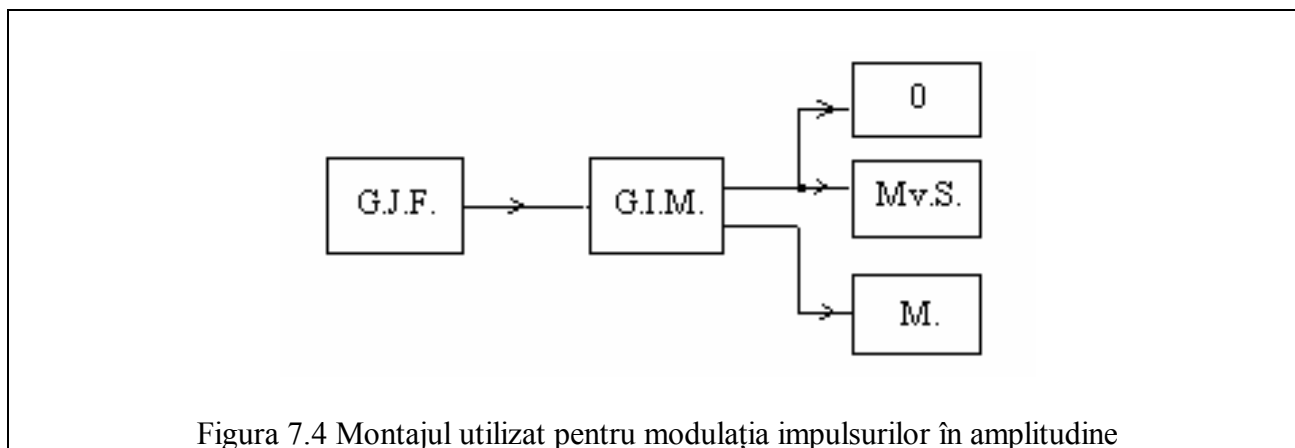 0
G.J.F.
G.I.M.
Mv.S.
M.
Figura 7.4 Montajul utilizat pentru modulația impulsurilor în amplitudine